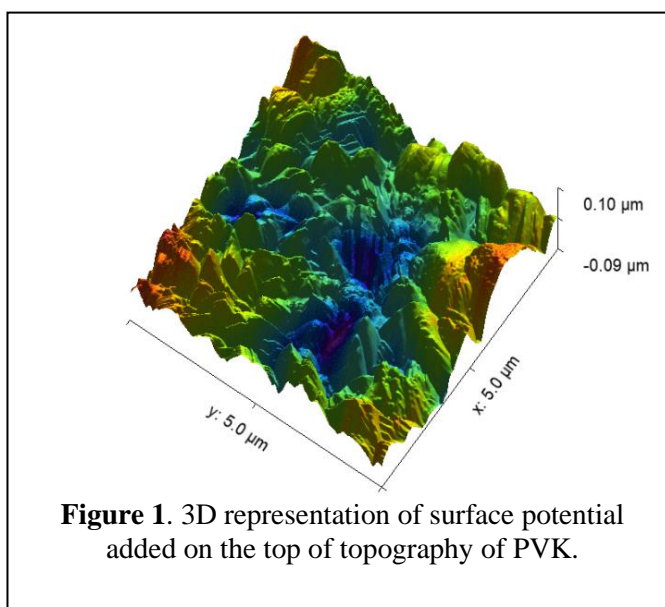 0.10 µm
-0.09 µm
x: 5.0 µm
y: 5.0 µm
Figure 1. 3D representation of surface potential
added on the top of topography of PVK.